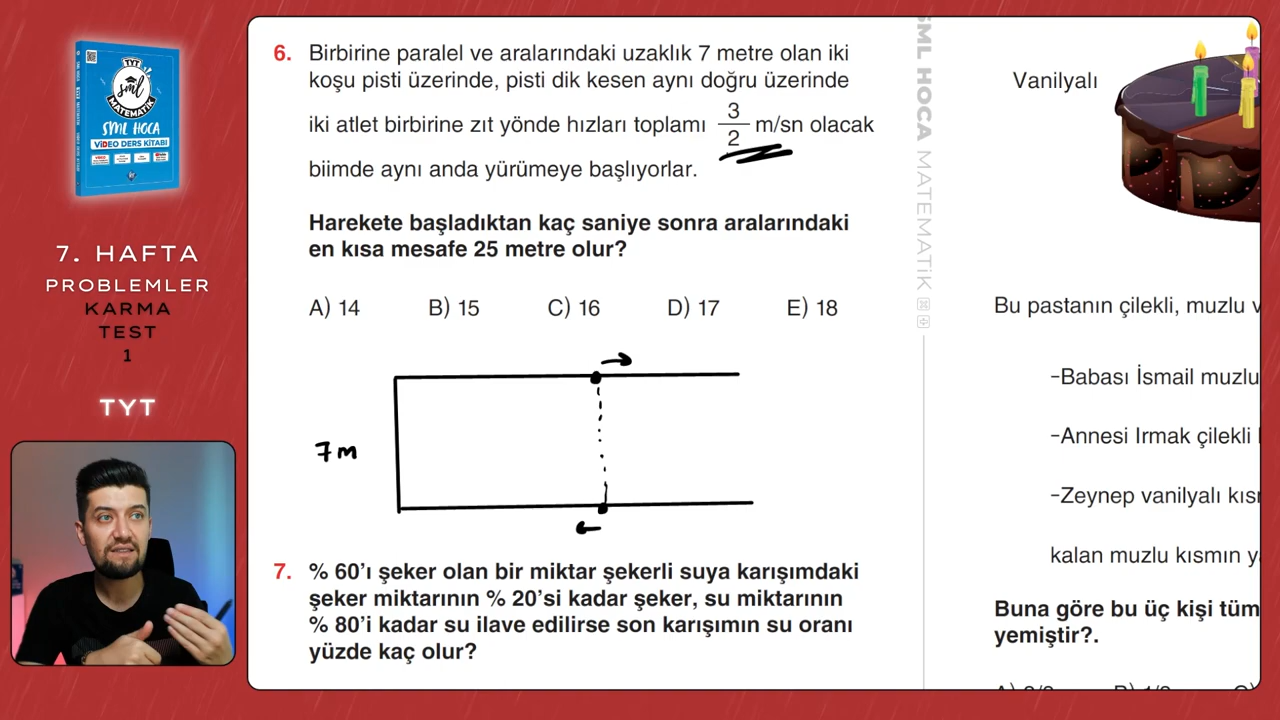 TYT
sml
MATEMATİK
SML HOCA
VİDEO DERS KİTABI
7. HAFTA
PROBLEMLER
KARMA
TEST
1
TYT
6. Birbirine paralel ve aralarındaki uzaklık 7 metre olan iki
koşu pisti üzerinde, pisti dik kesen aynı doğru üzerinde
iki atlet birbirine zıt yönde hızları toplamı 3/2 m/sn olacak
biimde aynı anda yürümeye başlıyorlar.
Harekete başladıktan kaç saniye sonra aralarındaki
en kısa mesafe 25 metre olur?
A) 14 B) 15 C) 16 D) 17 E) 18
7m
7. % 60’ı şeker olan bir miktar şekerli suya karışımdaki
şeker miktarının % 20’si kadar şeker, su miktarının
% 80’i kadar su ilave edilirse son karışımın su oranı
yüzde kaç olur?
SML HOCA MATEMATİK
Vanilyalı
Bu pastanın çilekli, muzlu
-Babası İsmail muzlu
-Annesi Irmak çilekli
-Zeynep vanilyalı
kalan muzlu kısmın
Buna göre bu üç kişi tüm
yemiştir?.